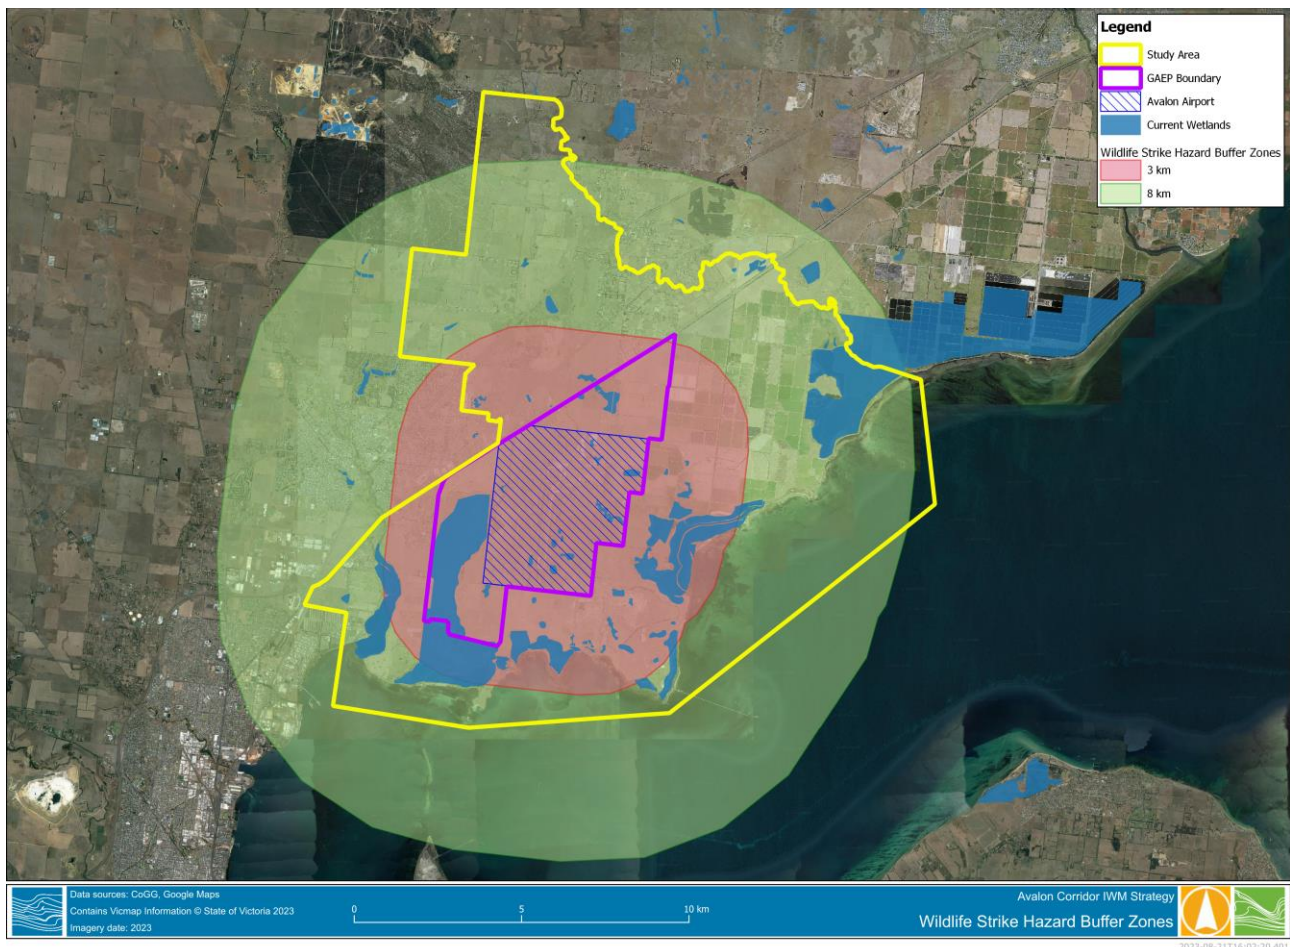 Legend
Study Area
GAEP Boundary
Avalon Airport
Current Wetlands
Wildlife Strike Hazard Buffer Zones
3 km
8 km
Data sources: CoGG, Google Maps
Contains Vicmap Information © State of Victoria 2023
Imagery date: 2023
0 5 10 km
Avalon Corridor IWM Strategy
Wildlife Strike Hazard Buffer Zones